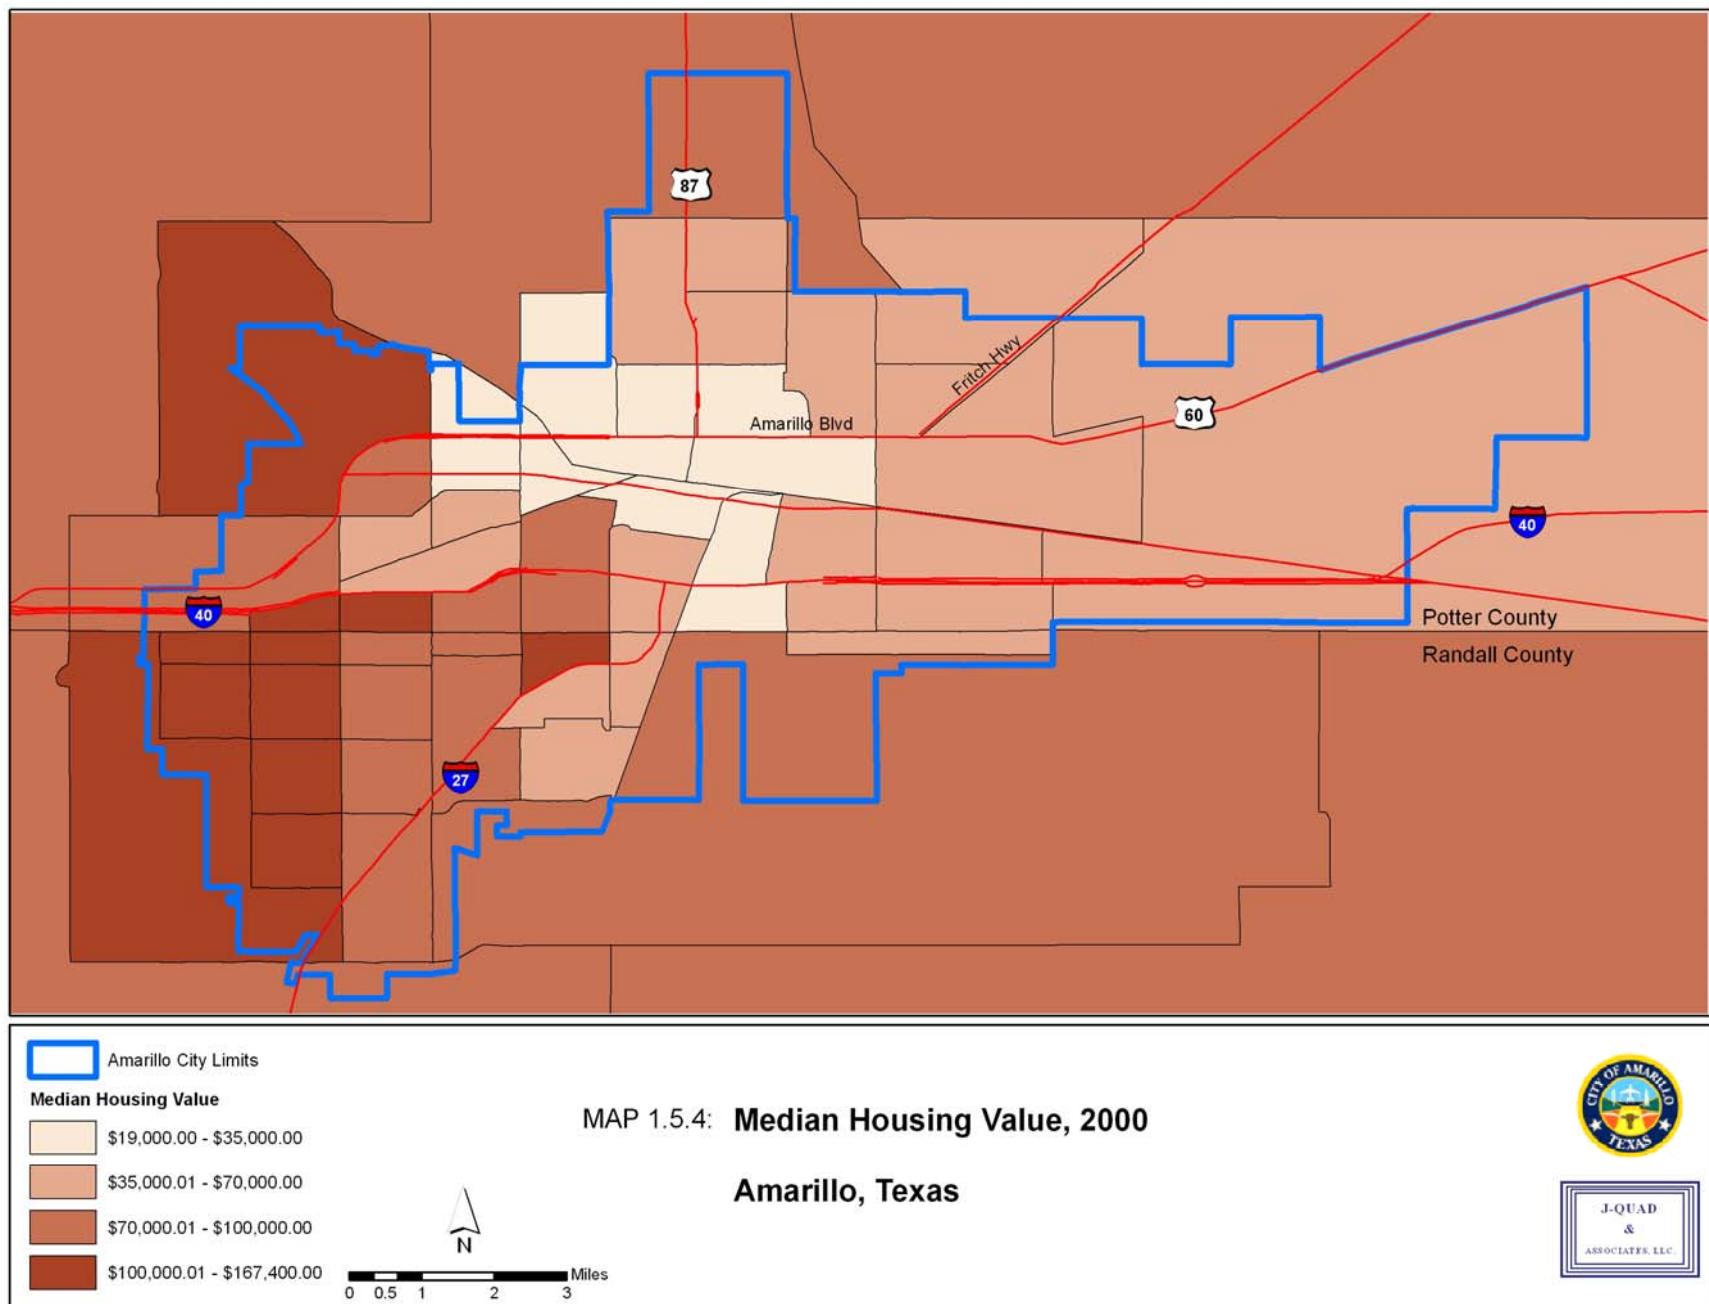 87
Fritch Hwy
60
Amarillo Blvd
40
40
Potter County
Randall County
27
Amarillo City Limits
Median Housing Value
$19,000.00 - $35,000.00
$35,000.01 - $70,000.00
$70,000.01 - $100,000.00
$100,000.01 - $167,400.00
N
0 0.5 1 2 3 Miles
MAP 1.5.4: Median Housing Value, 2000
Amarillo, Texas
CITY OF AMARILLO
TEXAS
J-QUAD
&
ASSOCIATES, LLC.